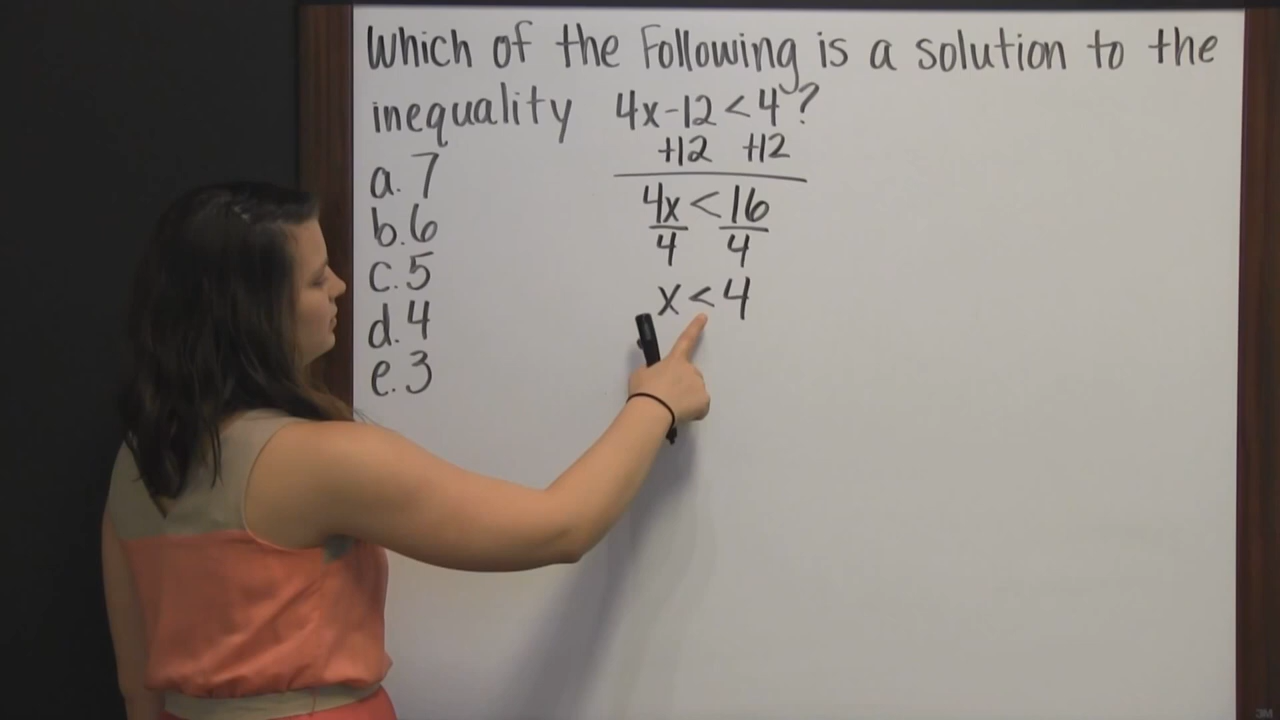 Which of the Following is a solution to the
inequality 4x-12<4?
+12 +12
a. 7
4x<16
b. 6
4 4
c. 5
x<4
d. 4
e. 3
3M